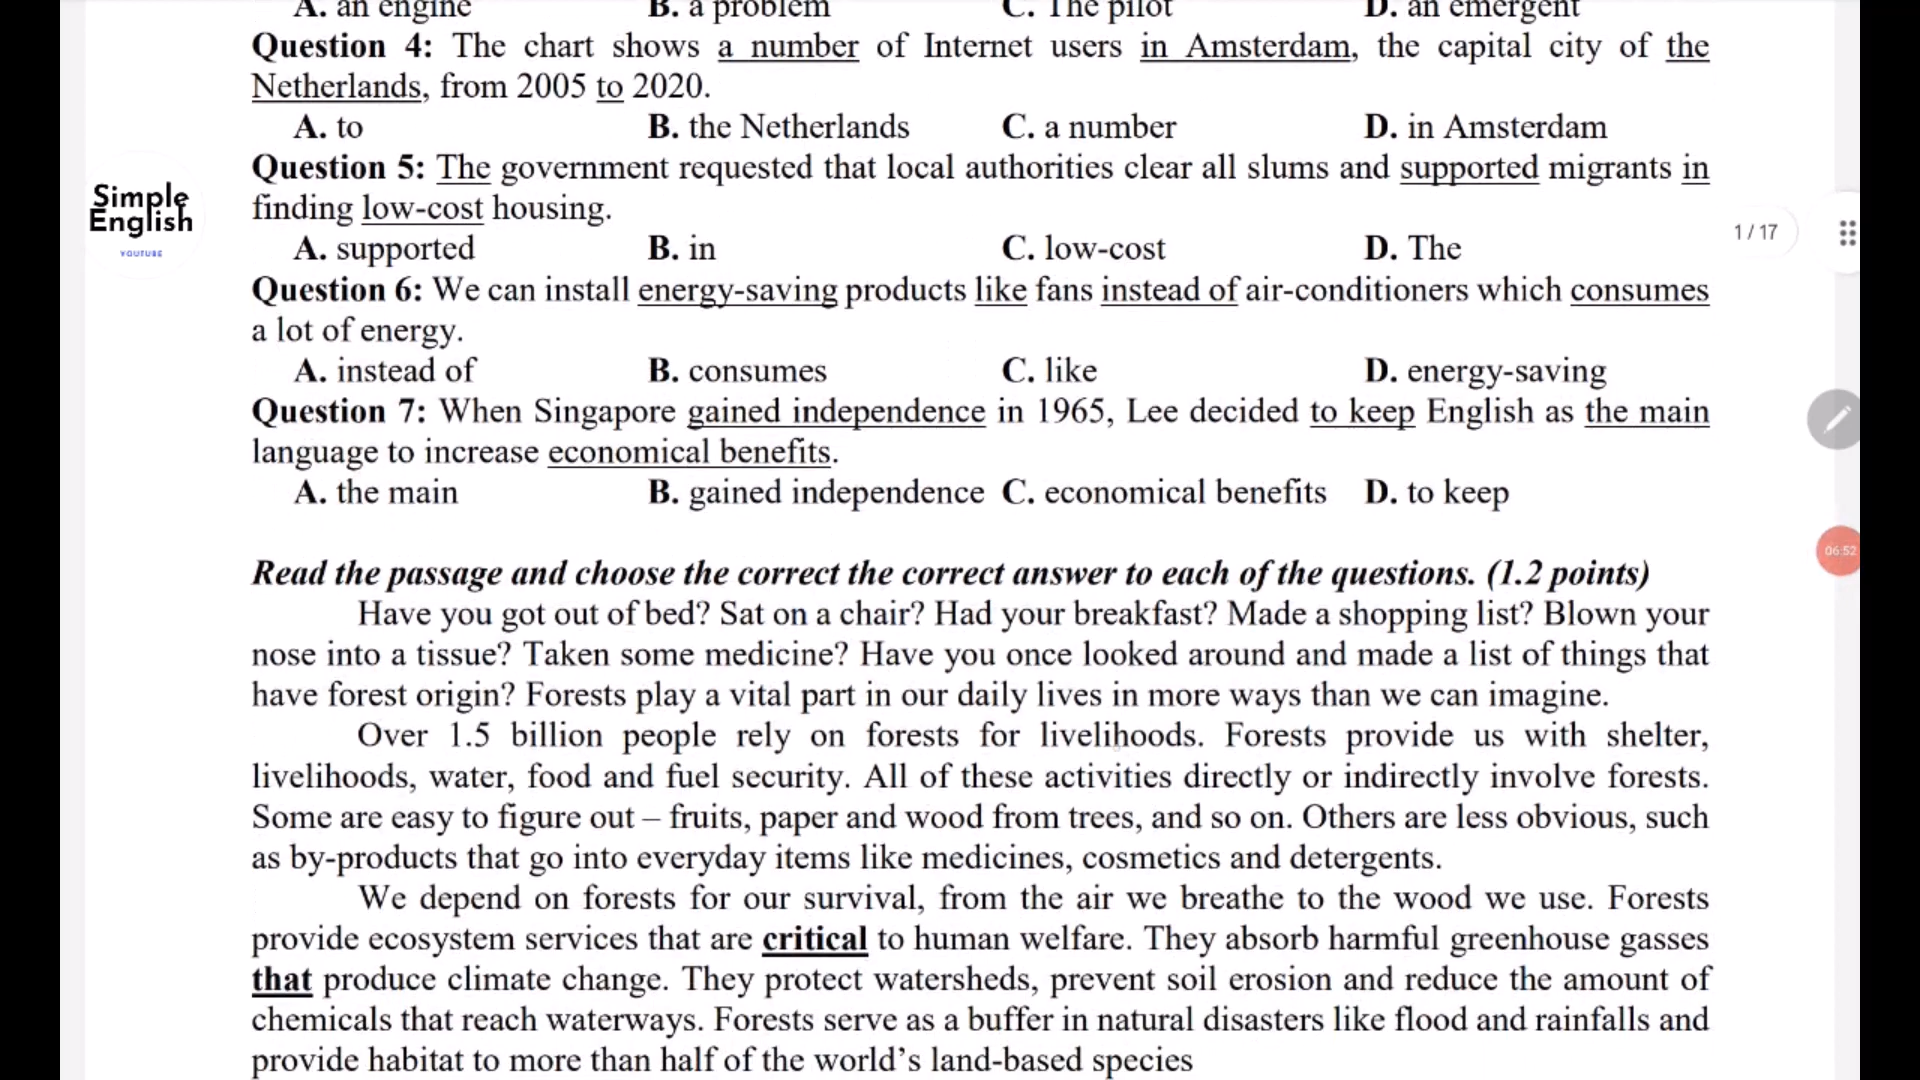 A. an engine B. a problem C. The pilot D. an emergent
Question 4: The chart shows a number of Internet users in Amsterdam, the capital city of the
Netherlands, from 2005 to 2020.
A. to B. the Netherlands C. a number D. in Amsterdam
Question 5: The government requested that local authorities clear all slums and supported migrants in
finding low-cost housing.
A. supported B. in C. low-cost D. The
Question 6: We can install energy-saving products like fans instead of air-conditioners which consumes
a lot of energy.
A. instead of B. consumes C. like D. energy-saving
Question 7: When Singapore gained independence in 1965, Lee decided to keep English as the main
language to increase economical benefits.
A. the main B. gained independence C. economical benefits D. to keep
Simple
English
YOUTUBE
1 / 17
06:52
Read the passage and choose the correct the correct answer to each of the questions. (1.2 points)
Have you got out of bed? Sat on a chair? Had your breakfast? Made a shopping list? Blown your
nose into a tissue? Taken some medicine? Have you once looked around and made a list of things that
have forest origin? Forests play a vital part in our daily lives in more ways than we can imagine.
Over 1.5 billion people rely on forests for livelihoods. Forests provide us with shelter,
livelihoods, water, food and fuel security. All of these activities directly or indirectly involve forests.
Some are easy to figure out – fruits, paper and wood from trees, and so on. Others are less obvious, such
as by-products that go into everyday items like medicines, cosmetics and detergents.
We depend on forests for our survival, from the air we breathe to the wood we use. Forests
provide ecosystem services that are critical to human welfare. They absorb harmful greenhouse gasses
that produce climate change. They protect watersheds, prevent soil erosion and reduce the amount of
chemicals that reach waterways. Forests serve as a buffer in natural disasters like flood and rainfalls and
provide habitat to more than half of the world's land-based species